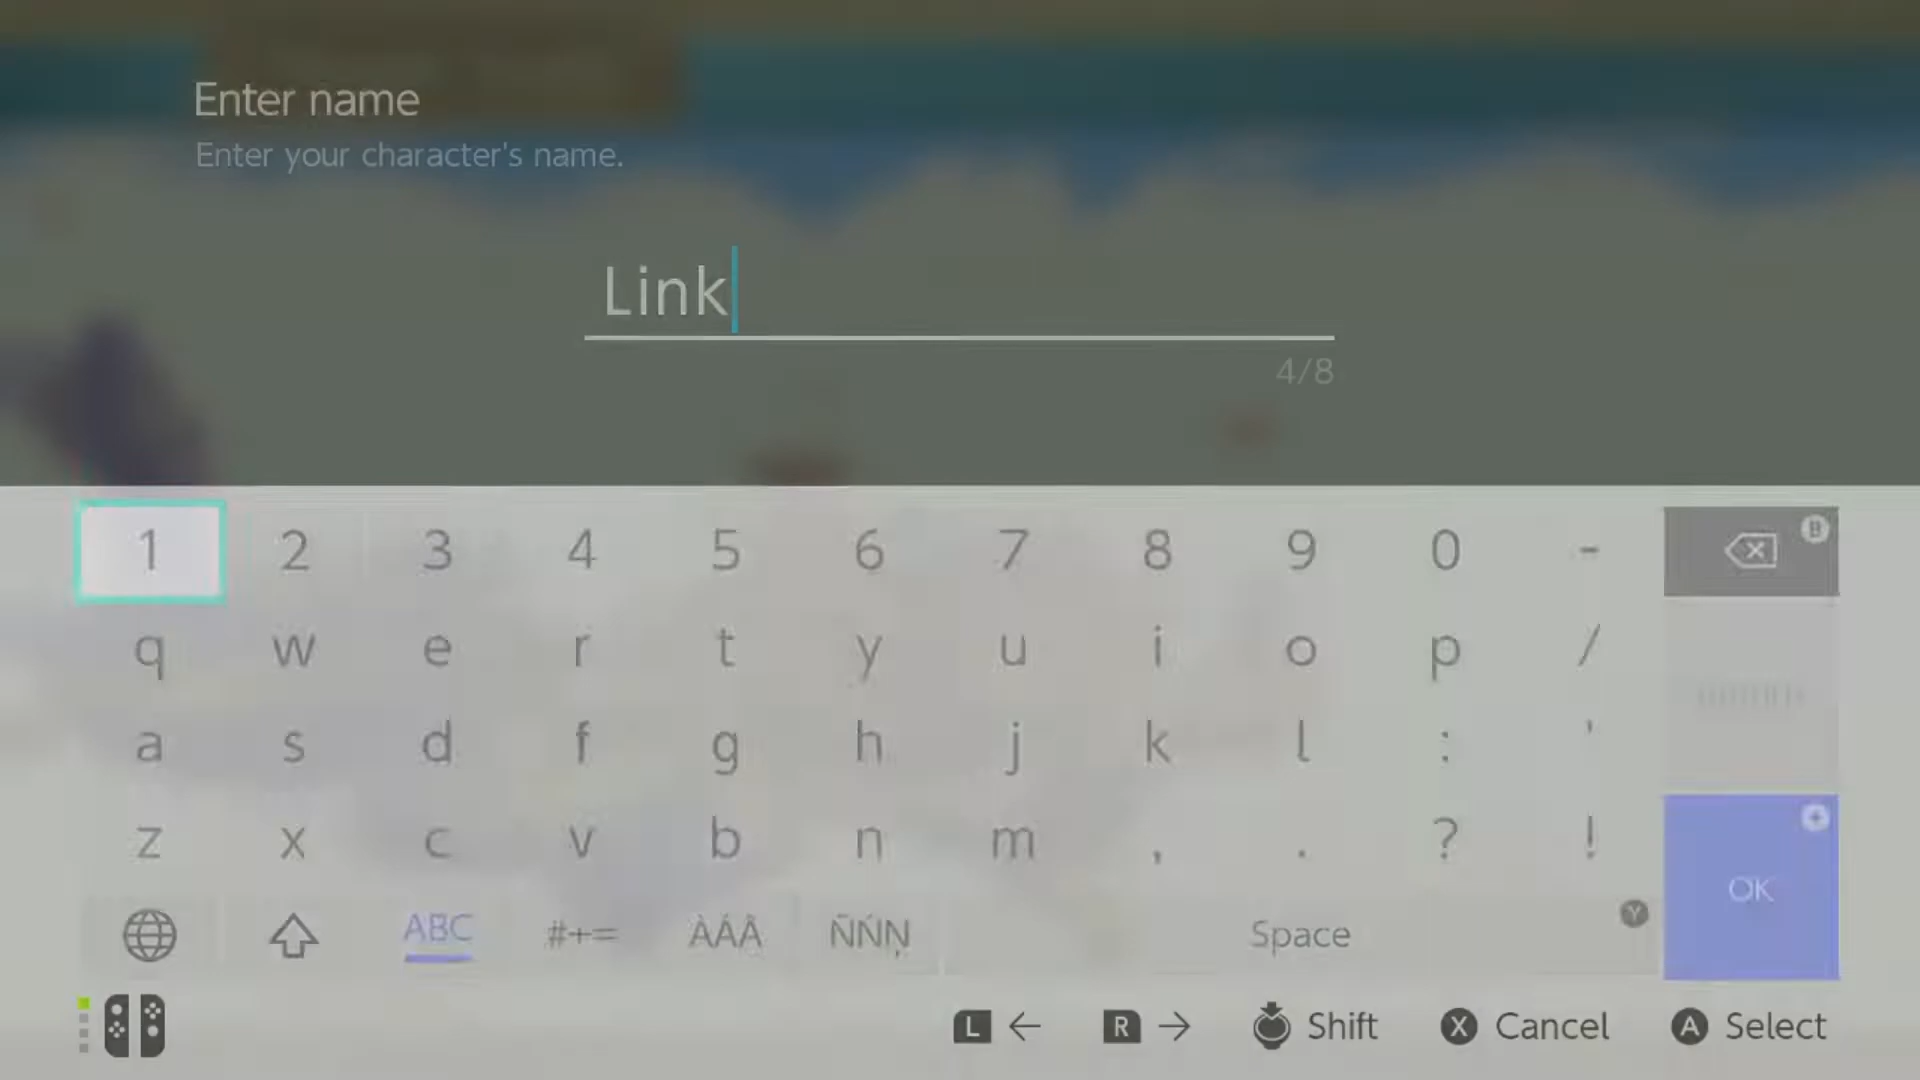 Enter name
Enter your character's name.
Link
4/8
1 2 3 4 5 6 7 8 9 0 -
B
q w e r t y u i o p /
a s d f g h j k l : '
z x c v b n m , . ? !
+
OK
ABC #+= ÀÁÂ ÑŃŅ Space Y
L ← R → Shift X Cancel A Select